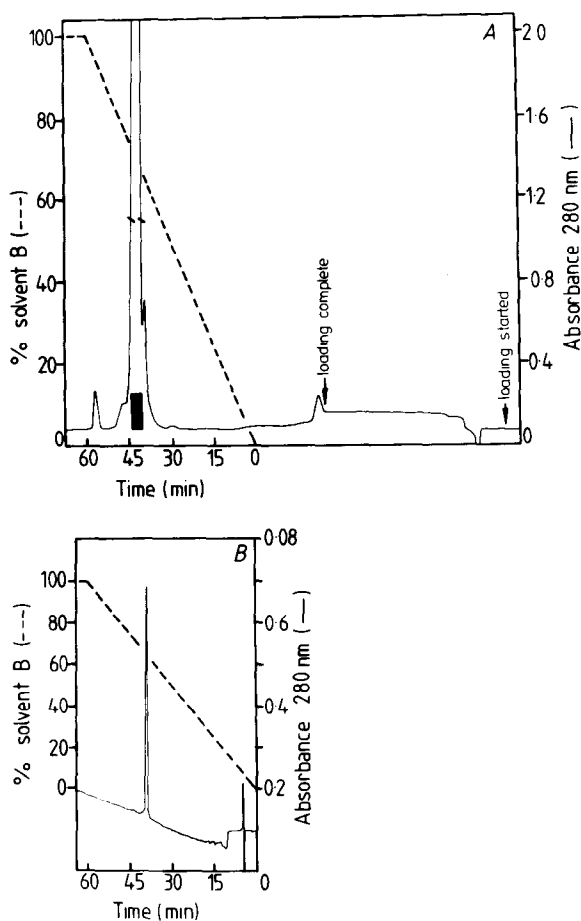 A
100
80
60
40
20
0
% solvent B (---)
2·0
1·6
1·2
0·8
0·4
0
Absorbance 280 nm (—)
loading complete
loading started
60 45 30 15 0
Time (min)
B
100
80
60
40
20
0
% solvent B (---)
0·08
0·6
0·4
0·2
0
Absorbance 280 nm (—)
60 45 30 15
Time (min)